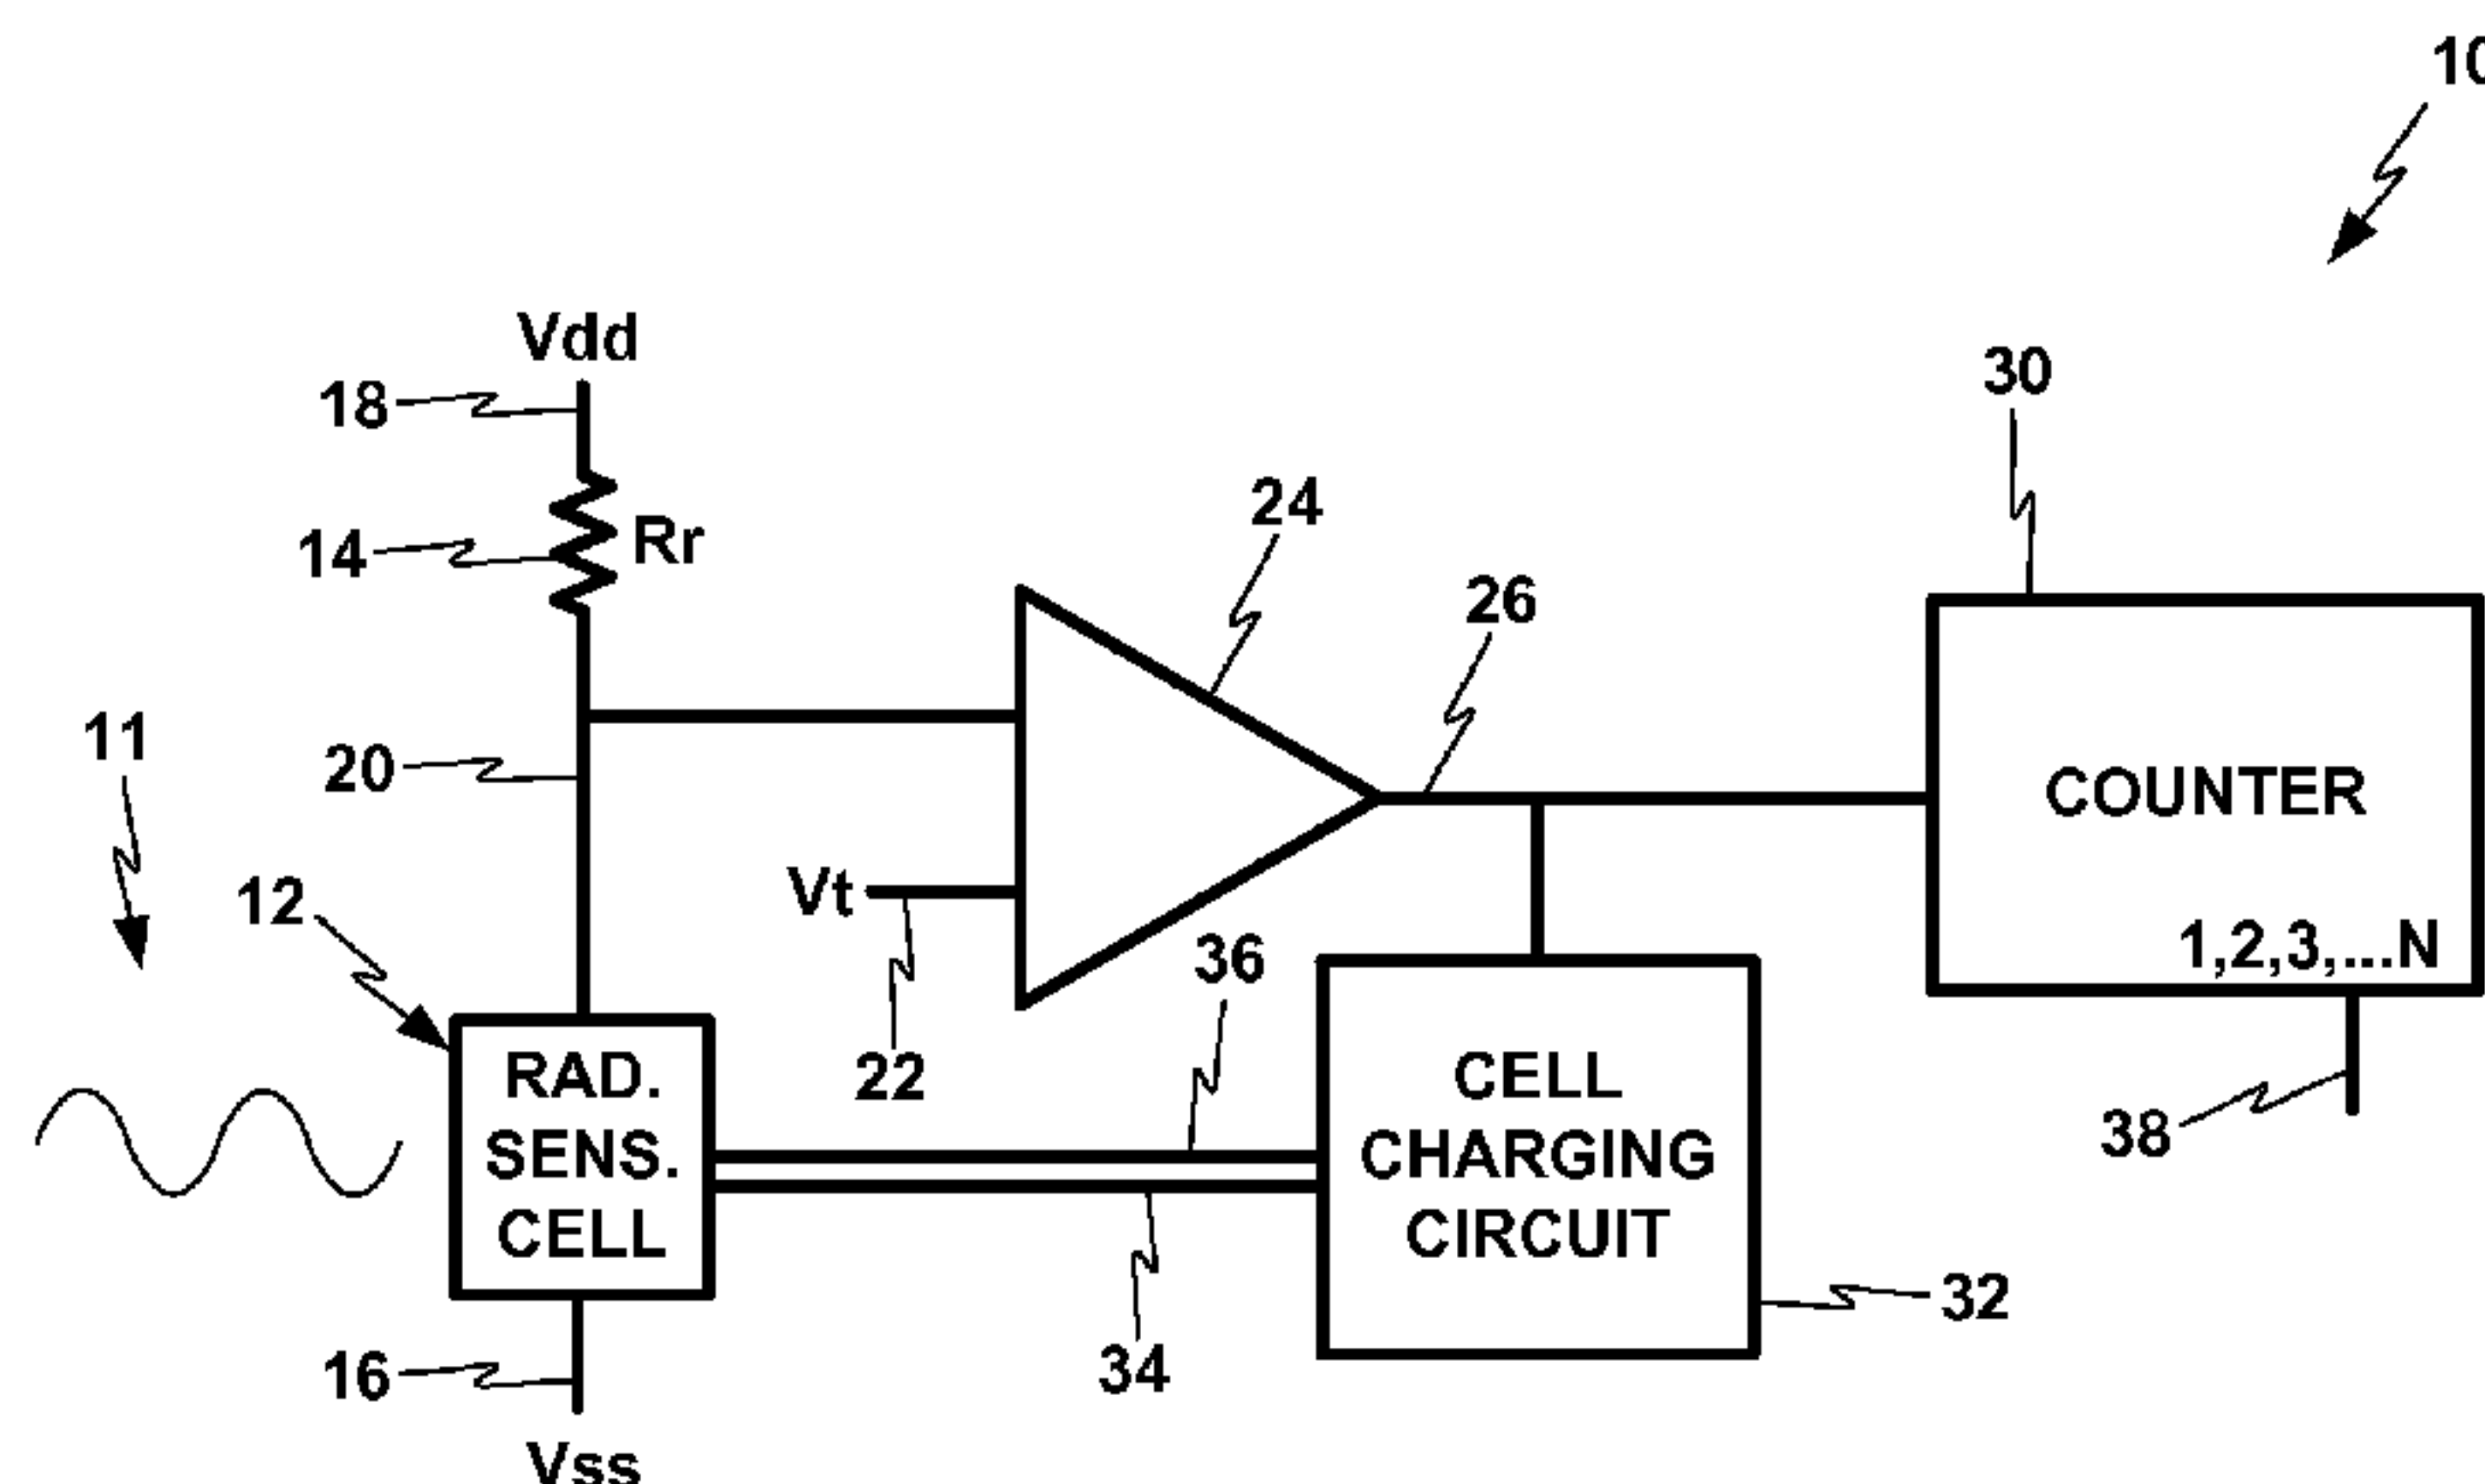 10
Vdd
18
30
14
Rr
24
26
11
20
COUNTER
12
Vt
1,2,3,...N
36
22
RAD.
SENS.
CELL
CELL
CHARGING
CIRCUIT
38
34
32
16
Vss